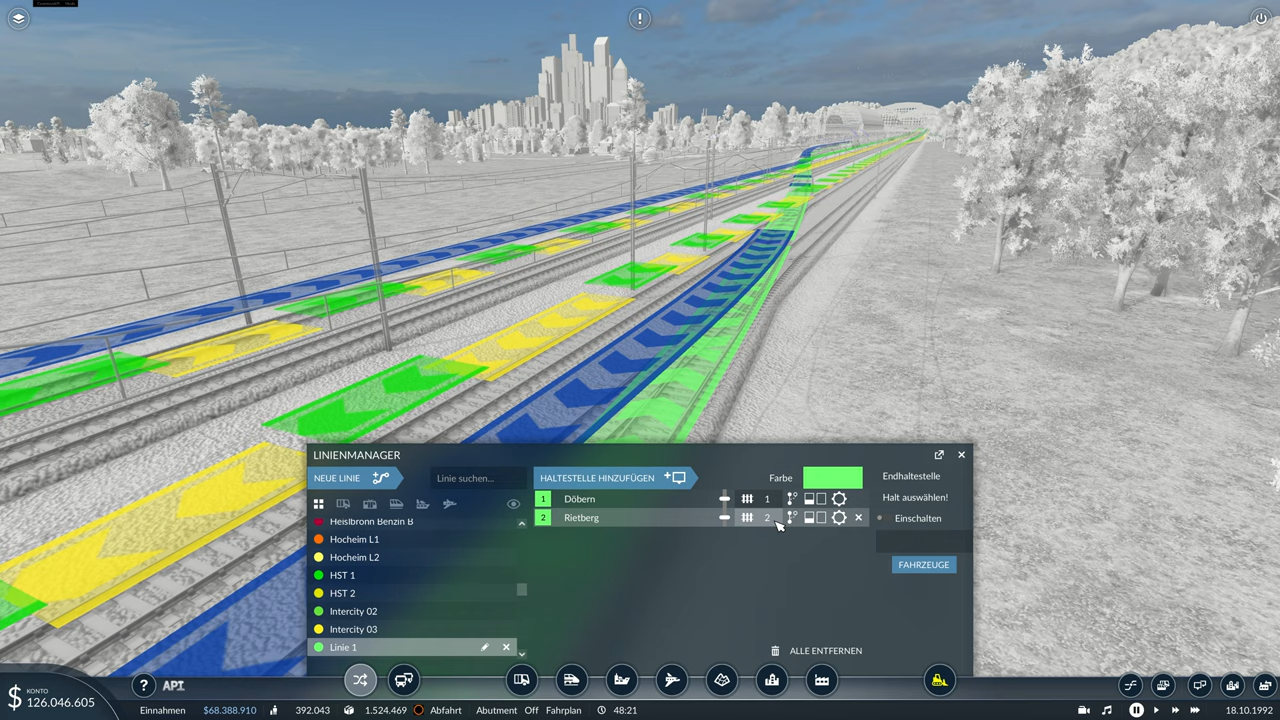 LINIENMANAGER
NEUE LINIE
Linie suchen...
HALTESTELLE HINZUFÜGEN
Farbe
Endhaltestelle
Halt auswählen!
Einschalten
FAHRZEUGE
1 Döbern 1
2 Rietberg 2
Heilsbronn Benzin B
Hocheim L1
Hocheim L2
HST 1
HST 2
Intercity 02
Intercity 03
Linie 1
ALLE ENTFERNEN
? API
$ KONTO
126.046.605
Einnahmen $68.388.910 392.043 1.524.469 Abfahrt Abutment Off Fahrplan 48:21
18.10.1992